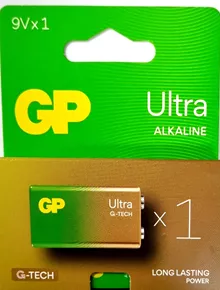 9V x 1
GP
Ultra
ALKALINE
GP
Ultra
G-TECH
x 1
G-TECH
LONG LASTING
POWER